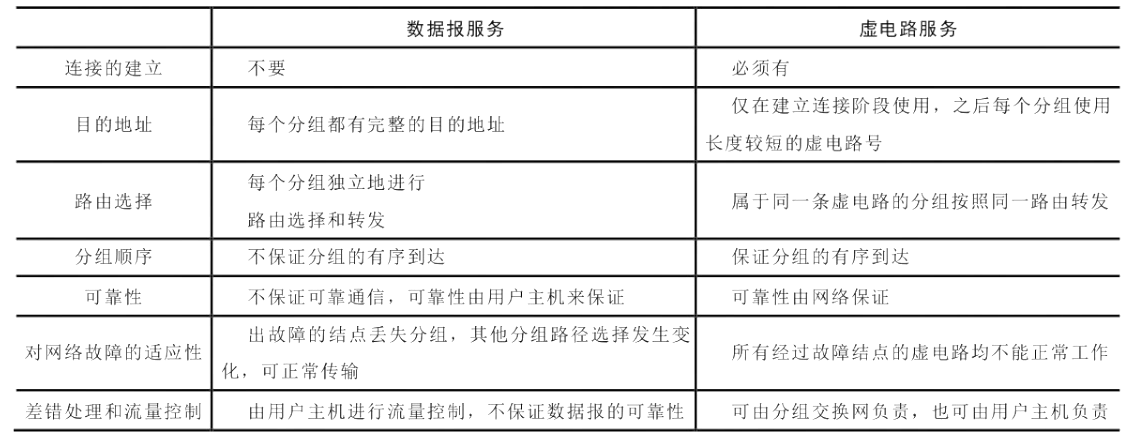 数据报服务 虚电路服务
连接的建立 不要 必须有
目的地址 每个分组都有完整的目的地址 仅在建立连接阶段使用，之后每个分组使用
长度较短的虚电路号
路由选择 每个分组独立地进行
路由选择和转发 属于同一条虚电路的分组按照同一路由转发
分组顺序 不保证分组的有序到达 保证分组的有序到达
可靠性 不保证可靠通信，可靠性由用户主机来保证 可靠性由网络保证
对网络故障的适应性 出故障的结点丢失分组，其他分组路径选择发生变
化，可正常传输 所有经过故障结点的虚电路均不能正常工作
差错处理和流量控制 由用户主机进行流量控制，不保证数据报的可靠性 可由分组交换网负责，也可由用户主机负责